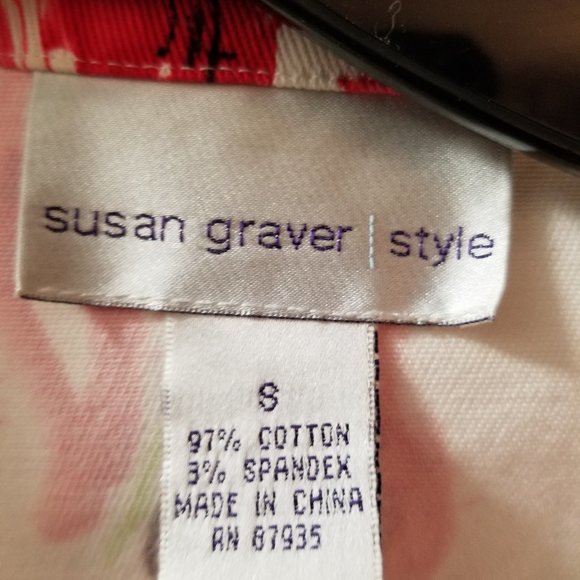 susan graver | style
S
97% COTTON
3% SPANDEX
MADE IN CHINA
RN 87935